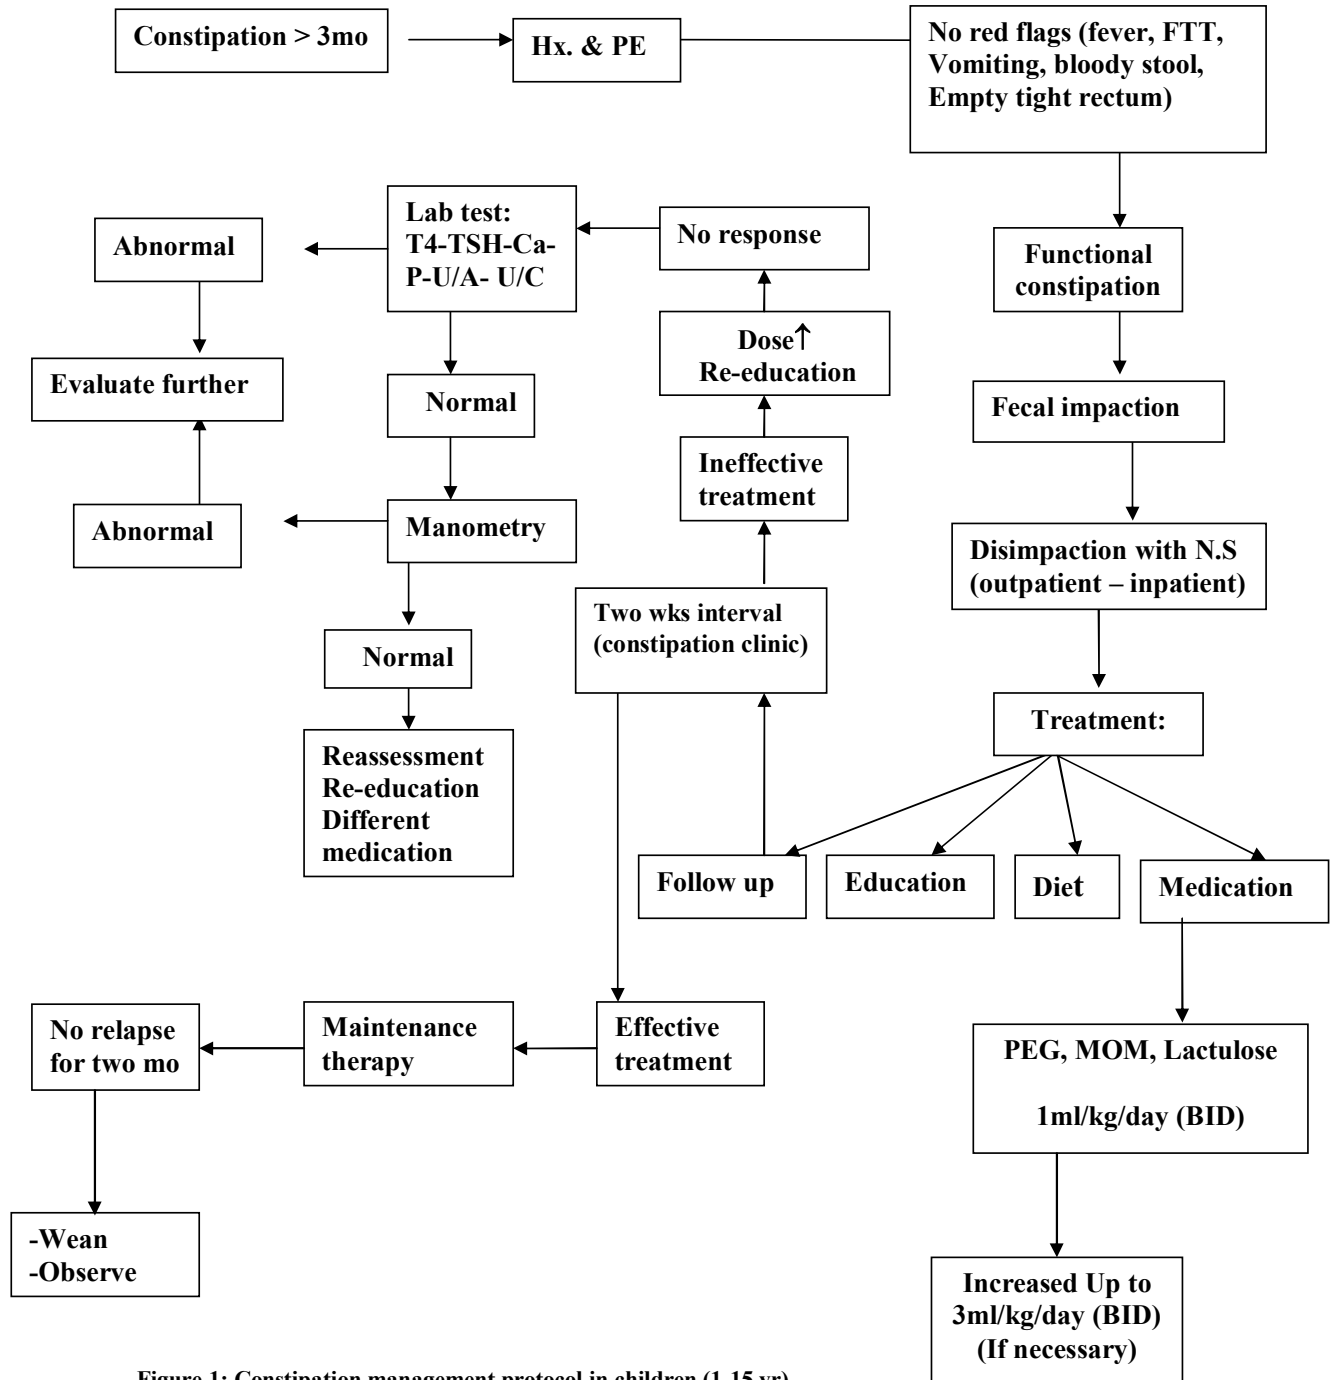 Constipation > 3mo
Hx. & PE
No red flags (fever, FTT,
Vomiting, bloody stool,
Empty tight rectum)
Functional
constipation
Fecal impaction
Disimpaction with N.S
(outpatient – inpatient)
Treatment:
Follow up
Education
Diet
Medication
PEG, MOM, Lactulose
1ml/kg/day (BID)
Increased Up to
3ml/kg/day (BID)
(If necessary)
Two wks interval
(constipation clinic)
Ineffective
treatment
Dose↑
Re-education
No response
Lab test:
T4-TSH-Ca-
P-U/A- U/C
Abnormal
Evaluate further
Normal
Manometry
Abnormal
Normal
Reassessment
Re-education
Different
medication
Effective
treatment
Maintenance
therapy
No relapse
for two mo
-Wean
-Observe
Figure 1: Constipation management protocol in children (1-15 yr)